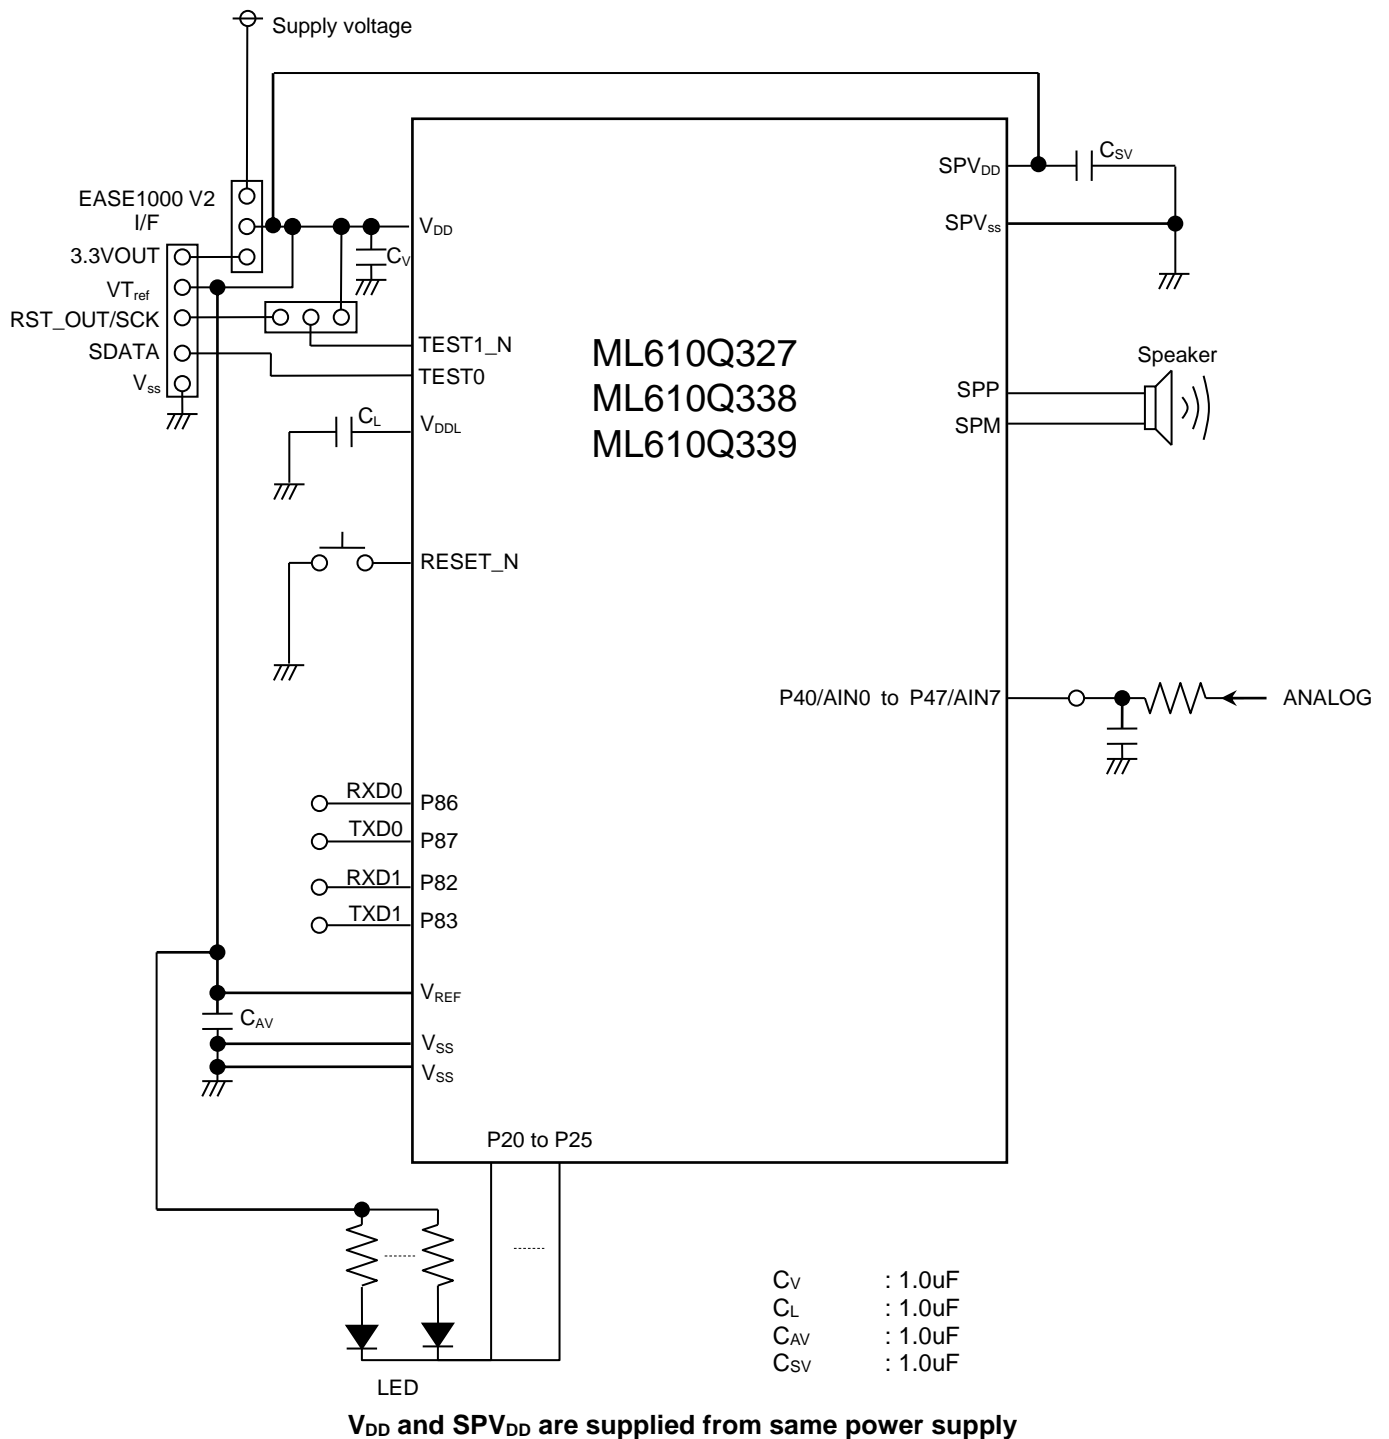 Supply voltage
EASE1000 V2
I/F
3.3VOUT
VTref
RST_OUT/SCK
SDATA
Vss
VDD
CV
TEST1_N
TEST0
CL
VDDL
RESET_N
ML610Q327
ML610Q338
ML610Q339
SPVDD
CSV
SPVss
Speaker
SPP
SPM
P40/AIN0 to P47/AIN7
ANALOG
RXD0
P86
TXD0
P87
RXD1
P82
TXD1
P83
VREF
CAV
VSS
VSS
P20 to P25
LED
CV : 1.0uF
CL : 1.0uF
CAV : 1.0uF
CSV : 1.0uF
VDD and SPVDD are supplied from same power supply